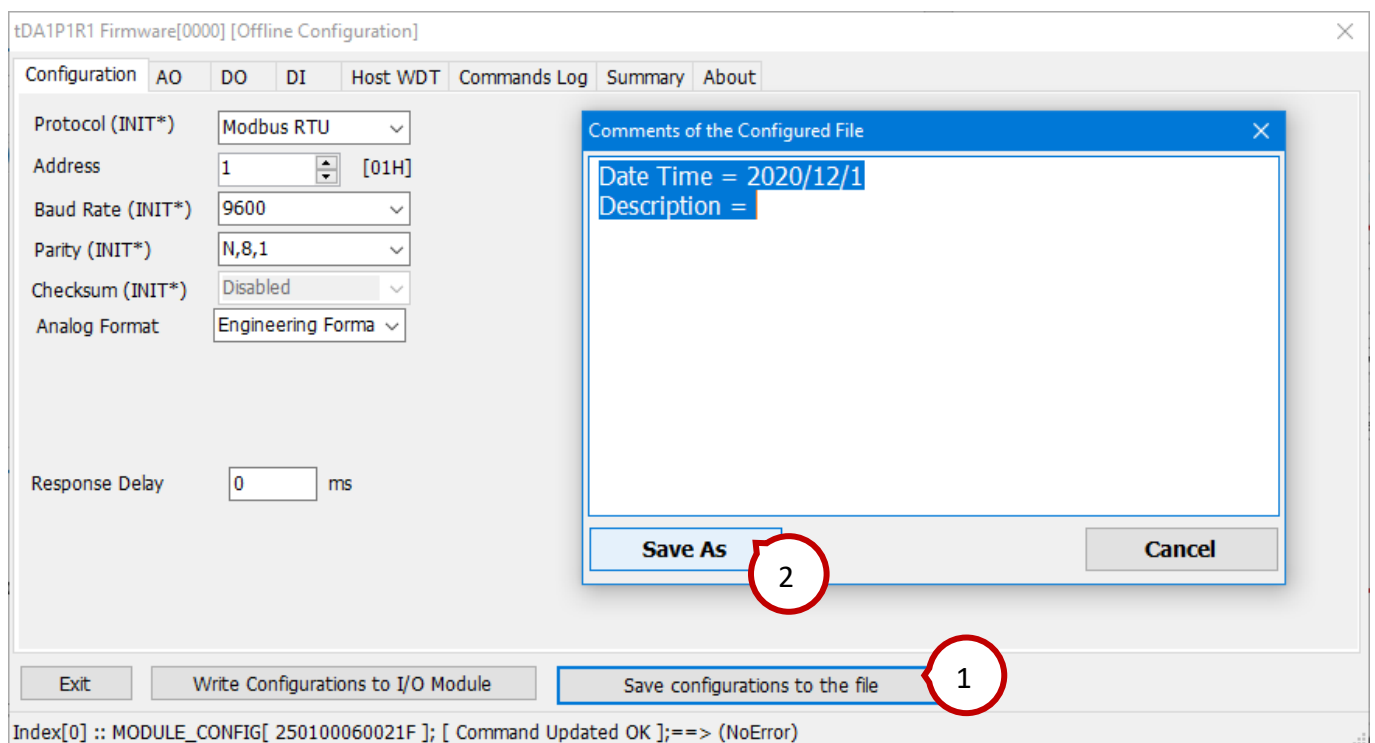 tDA1P1R1 Firmware[0000] [Offline Configuration]
Configuration AO DO DI Host WDT Commands Log Summary About
Protocol (INIT*) Modbus RTU
Address 1 [01H]
Baud Rate (INIT*) 9600
Parity (INIT*) N,8,1
Checksum (INIT*) Disabled
Analog Format Engineering Forma
Response Delay 0 ms
Comments of the Configured File
Date Time = 2020/12/1
Description =
Save As Cancel
2
Exit Write Configurations to I/O Module Save configurations to the file 1
Index[0] :: MODULE_CONFIG[ 250100060021F ]; [ Command Updated OK ];==> (NoError)